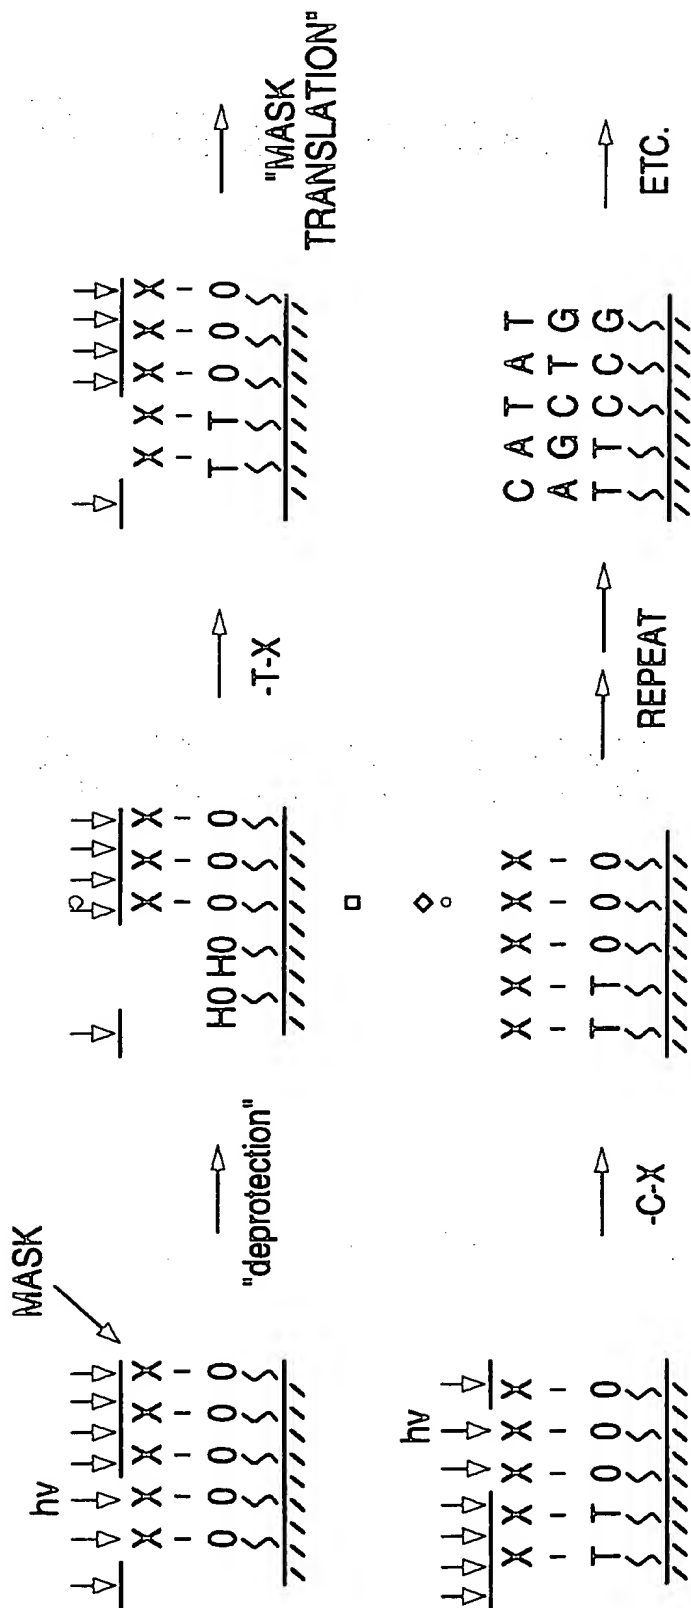 MASK
hν
X X X X X
- - - - -
O O O O O
"deprotection"
X X X
- - -
HO HO O O O
-T-X
X X X X X
- - - - -
T T O O O
"MASK
TRANSLATION"
hν
X X X X X
- - - - -
T T O O O
-C-X
X X X X X
- - - - -
T T O O O
REPEAT
C A T A T
A G C T G
T T C C G
ETC.